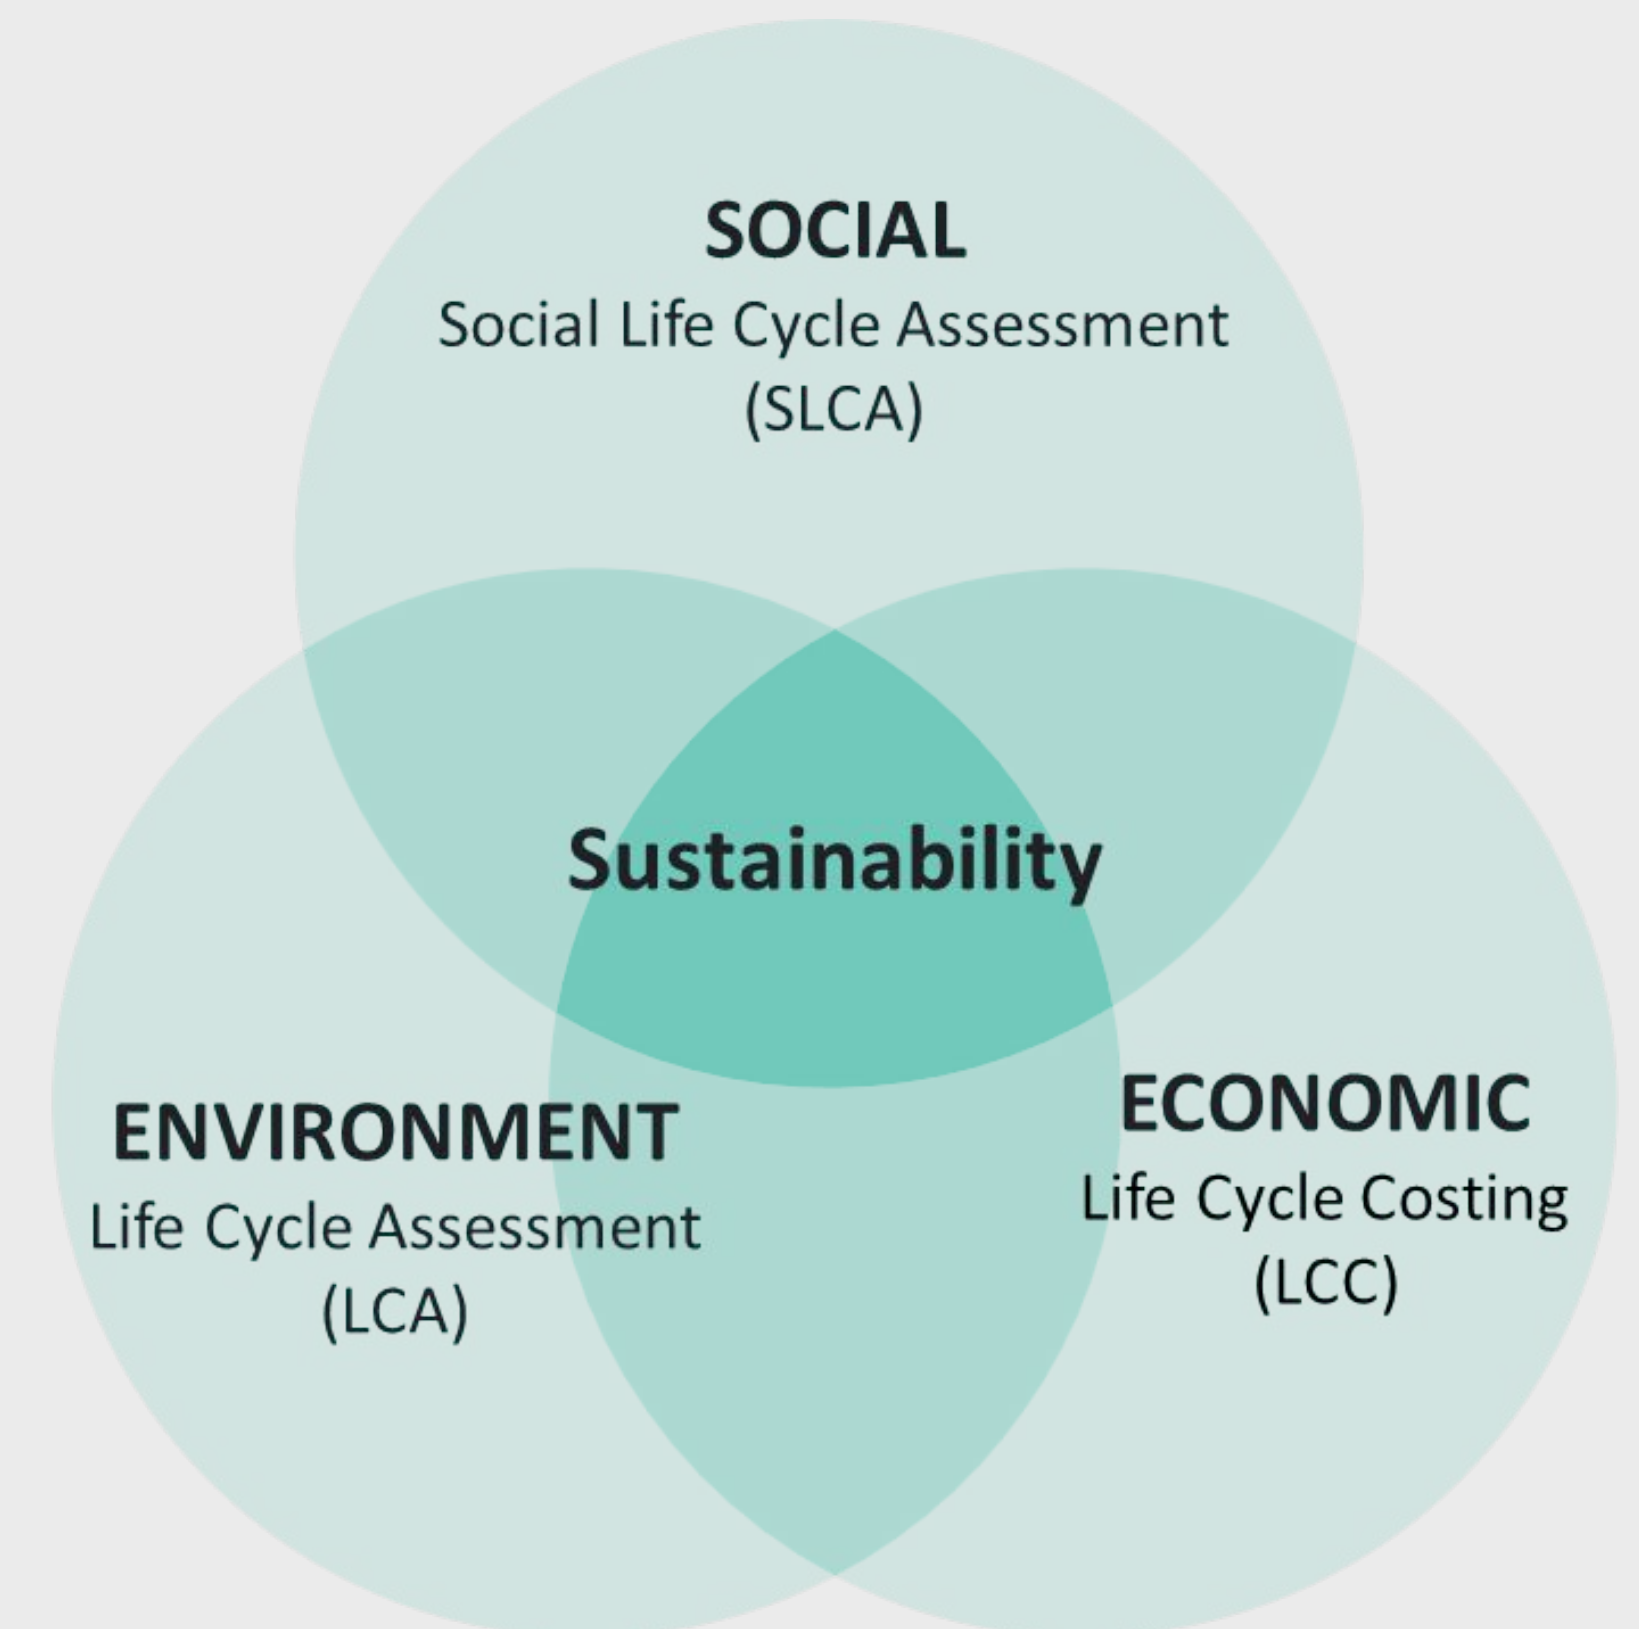 SOCIAL
Social Life Cycle Assessment
(SLCA)
Sustainability
ENVIRONMENT
Life Cycle Assessment
(LCA)
ECONOMIC
Life Cycle Costing
(LCC)